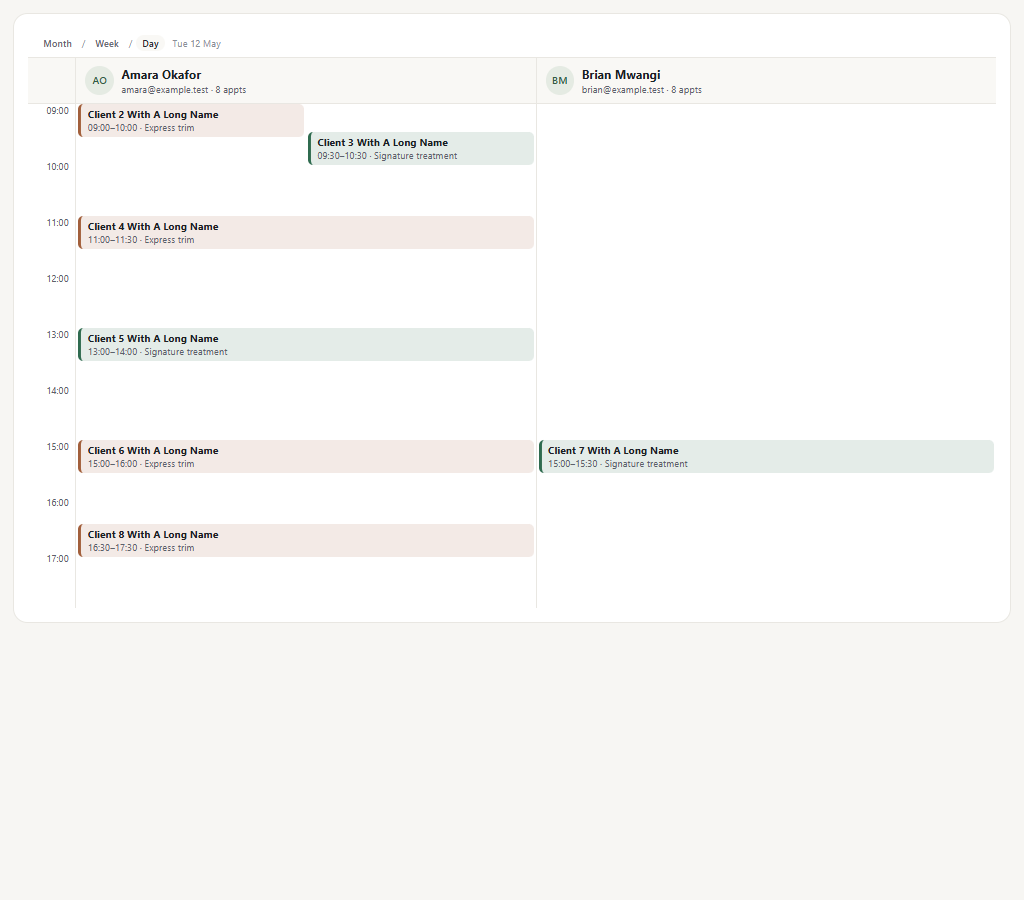 Month / Week / Day Tue 12 May
AO Amara Okafor
amara@example.test · 8 appts
BM Brian Mwangi
brian@example.test · 8 appts
09:00
Client 2 With A Long Name
09:00–10:00 · Express trim
Client 3 With A Long Name
09:30–10:30 · Signature treatment
10:00
11:00
Client 4 With A Long Name
11:00–11:30 · Express trim
12:00
13:00
Client 5 With A Long Name
13:00–14:00 · Signature treatment
14:00
15:00
Client 6 With A Long Name
15:00–16:00 · Express trim
Client 7 With A Long Name
15:00–15:30 · Signature treatment
16:00
Client 8 With A Long Name
16:30–17:30 · Express trim
17:00